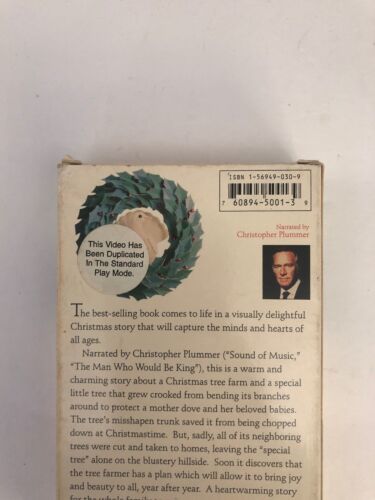 ISBN 1-56949-030-9
7 60894-5001-3 9
This Video Has
Been Duplicated
In The Standard
Play Mode.
Narrated by
Christopher Plummer
The best-selling book comes to life in a visually delightful
Christmas story that will capture the minds and hearts of
all ages.
Narrated by Christopher Plummer ("Sound of Music,"
"The Man Who Would Be King"), this is a warm and
charming story about a Christmas tree farm and a special
little tree that grew crooked from bending its branches
around to protect a mother dove and her beloved babies.
The tree's misshapen trunk saved it from being chopped
down at Christmastime. But, sadly, all of its neighboring
trees were cut and taken to homes, leaving the "special
tree" alone on the blustery hillside. Soon it discovers that
the tree farmer has a plan which will allow it to bring joy
and beauty to all, year after year. A heartwarming story
for the whole family